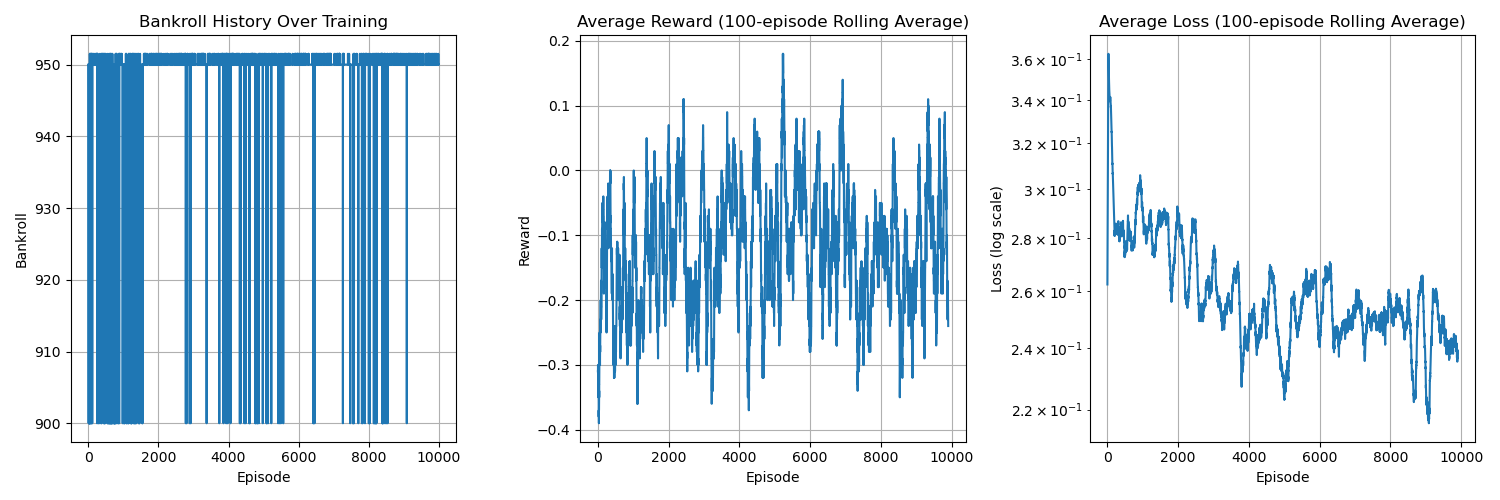 Bankroll History Over Training
950
940
930
920
910
900
Bankroll
0
2000
4000
6000
8000
10000
Episode
Average Reward (100-episode Rolling Average)
0.2
0.1
0.0
−0.1
−0.2
−0.3
−0.4
Reward
0
2000
4000
6000
8000
10000
Episode
Average Loss (100-episode Rolling Average)
3.6 × 10⁻¹
3.4 × 10⁻¹
3.2 × 10⁻¹
3 × 10⁻¹
2.8 × 10⁻¹
2.6 × 10⁻¹
2.4 × 10⁻¹
2.2 × 10⁻¹
Loss (log scale)
0
2000
4000
6000
8000
10000
Episode